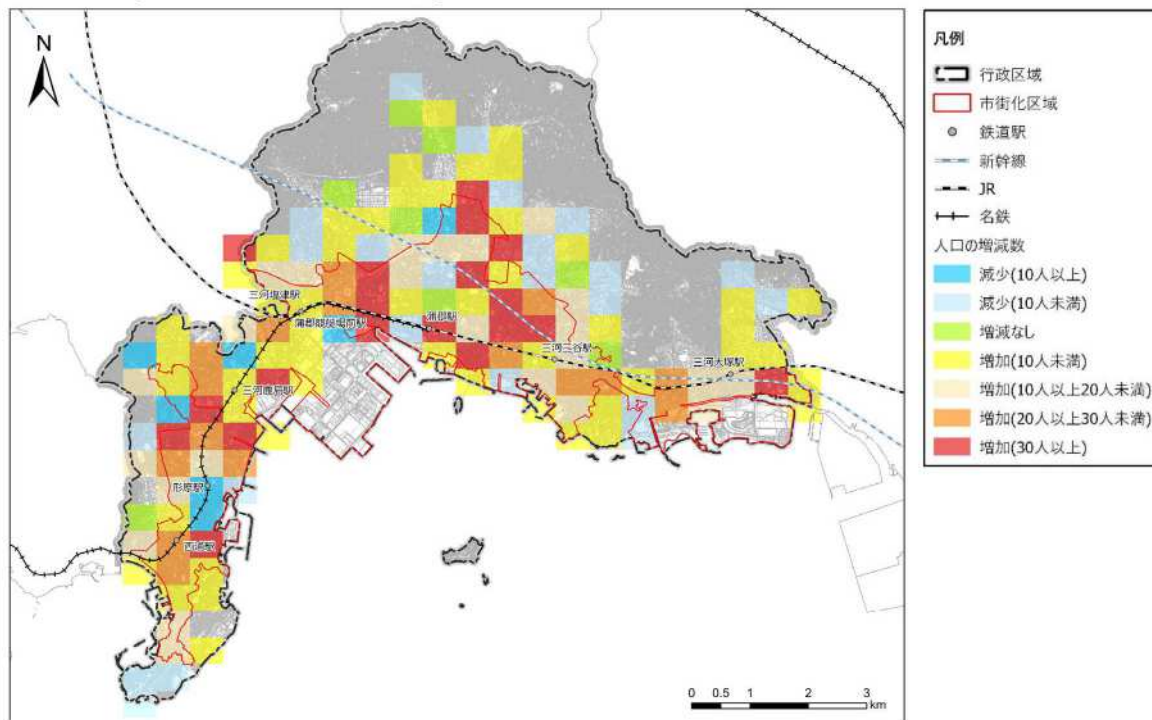 N
三河塩津駅
蒲郡競艇場前駅
蒲郡駅
三河三谷駅
三河大塚駅
三河鹿島駅
形原駅
西浦駅
0 0.5 1 2 3
km
凡例
行政区域
市街化区域
鉄道駅
新幹線
JR
名鉄
人口の増減数
減少(10人以上)
減少(10人未満)
増減なし
増加(10人未満)
増加(10人以上20人未満)
増加(20人以上30人未満)
増加(30人以上)